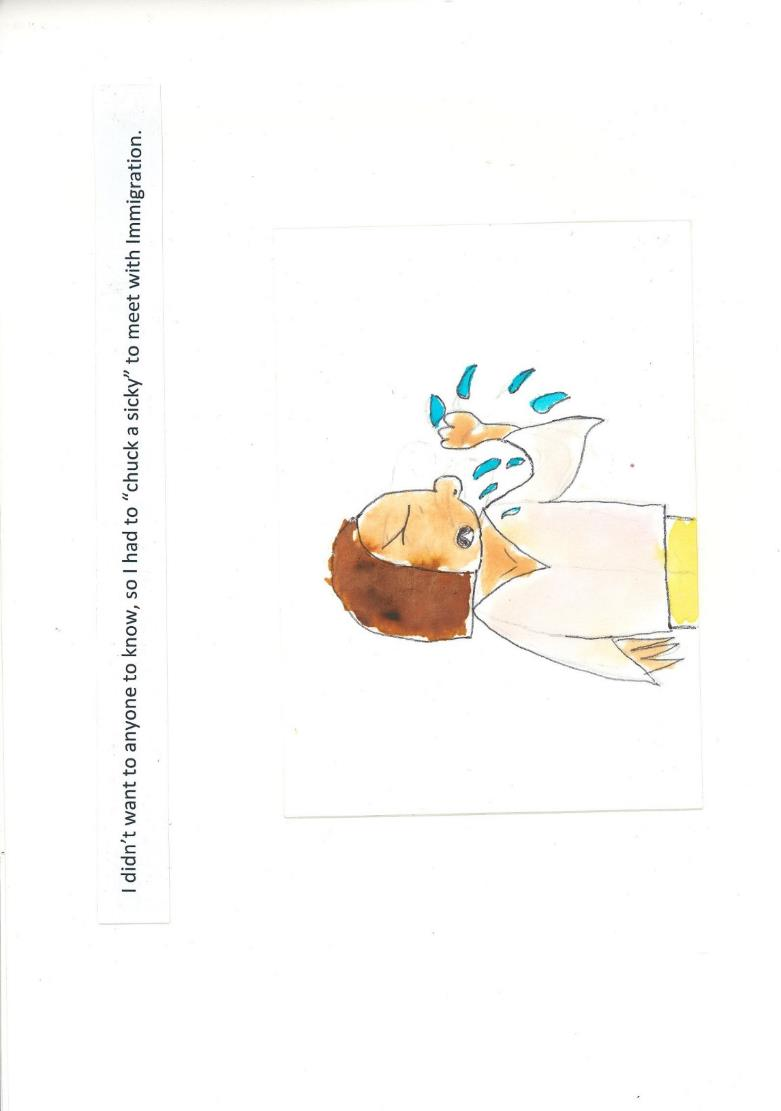 I didn't want to anyone to know, so I had to “chuck a sicky” to meet with Immigration.